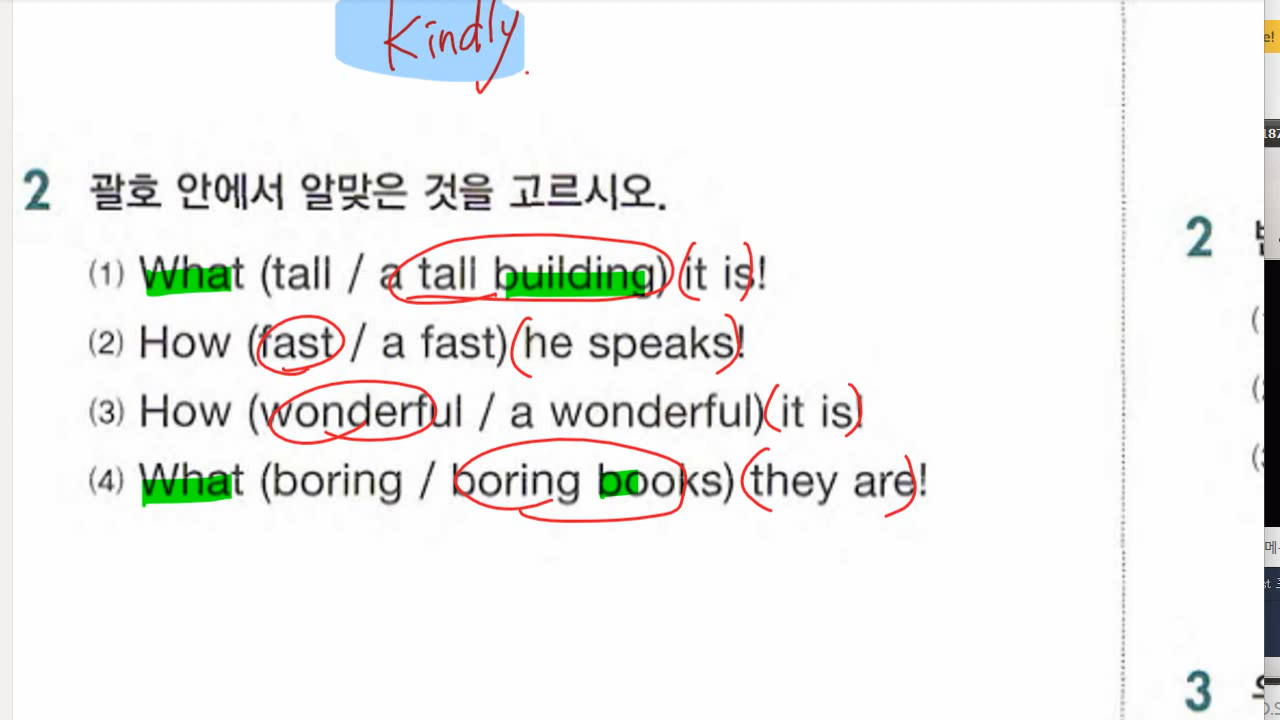 Kindly.
2 괄호 안에서 알맞은 것을 고르시오.
(1) What (tall / a tall building) it is!
(2) How (fast / a fast) he speaks!
(3) How (wonderful / a wonderful) it is!
(4) What (boring / boring books) they are!
2
3